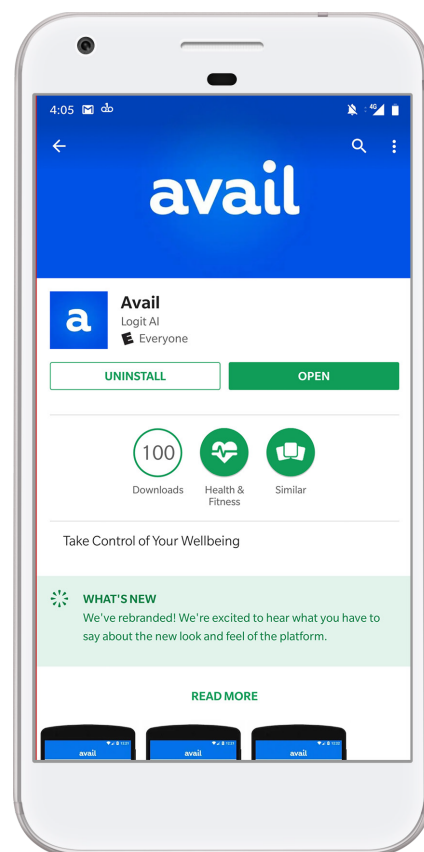 4:05
4G
avail
a
Avail
Logit AI
E Everyone
UNINSTALL
OPEN
100
Downloads
Health &
Fitness
Similar
Take Control of Your Wellbeing
WHAT'S NEW
We've rebranded! We're excited to hear what you have to
say about the new look and feel of the platform.
READ MORE
avail
avail
avail